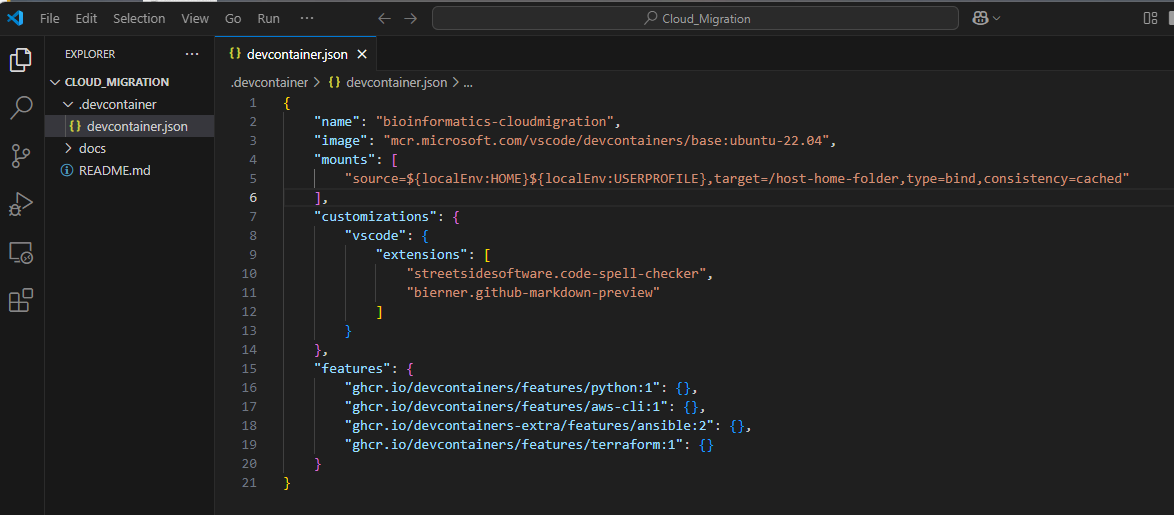 File Edit Selection View Go Run ··· Cloud_Migration
EXPLORER ···
CLOUD_MIGRATION
.devcontainer
{} devcontainer.json
docs
README.md
{} devcontainer.json ×
.devcontainer > {} devcontainer.json > ...
1 {
2 "name": "bioinformatics-cloudmigration",
3 "image": "mcr.microsoft.com/vscode/devcontainers/base:ubuntu-22.04",
4 "mounts": [
5 "source=${localEnv:HOME}${localEnv:USERPROFILE},target=/host-home-folder,type=bind,consistency=cached"
6 ],
7 "customizations": {
8 "vscode": {
9 "extensions": [
10 "streetsidesoftware.code-spell-checker",
11 "bierner.github-markdown-preview"
12 ]
13 }
14 },
15 "features": {
16 "ghcr.io/devcontainers/features/python:1": {},
17 "ghcr.io/devcontainers/features/aws-cli:1": {},
18 "ghcr.io/devcontainers-extra/features/ansible:2": {},
19 "ghcr.io/devcontainers/features/terraform:1": {}
20 }
21 }